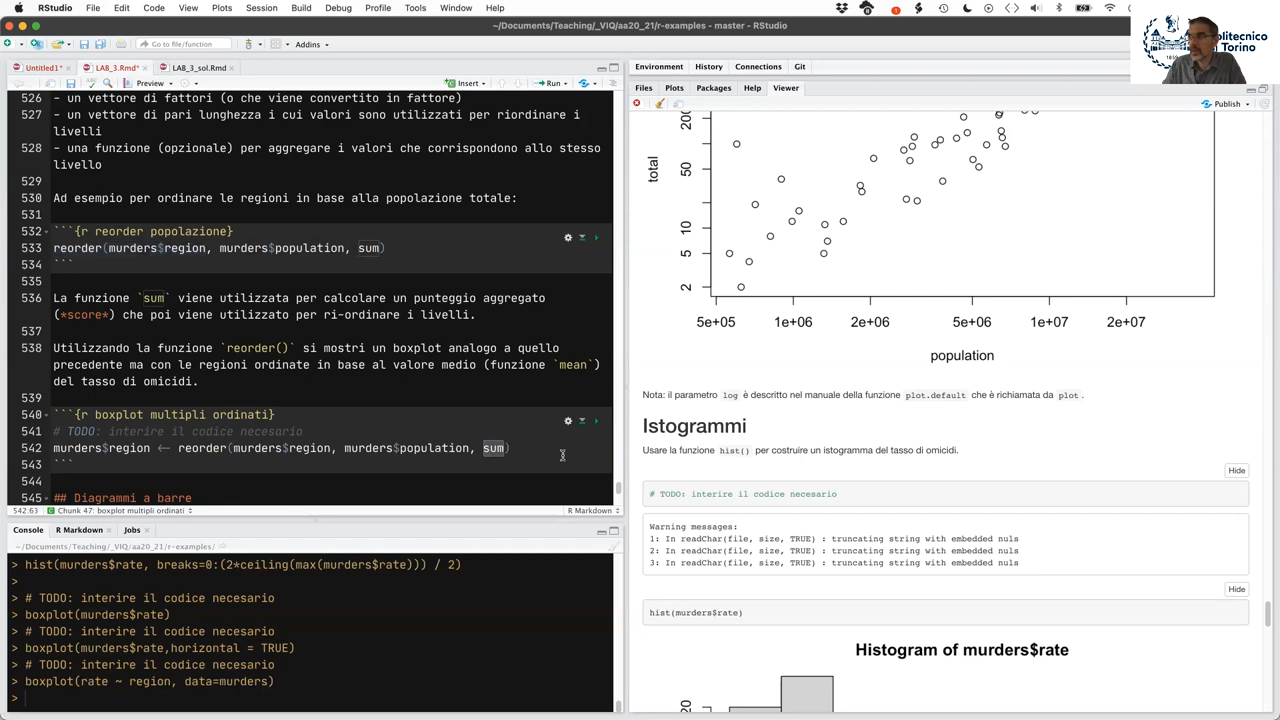 RStudio File Edit Code View Plots Session Build Debug Profile Tools Window Help
~/Documents/Teaching/_VIQ/aa20_21/r-examples - master - RStudio
Go to file/function Addins
Untitled1* LAB_3.Rmd* LAB_3_sol.Rmd
Preview Insert Run
526 - un vettore di fattori (o che viene convertito in fattore)
527 - un vettore di pari lunghezza i cui valori sono utilizzati per riordinare i
livelli
528 - una funzione (opzionale) per aggregare i valori che corrispondono allo stesso
livello
529
530 Ad esempio per ordinare le regioni in base alla popolazione totale:
531
532 ```{r reorder popolazione}
533 reorder(murders$region, murders$population, sum)
534 ```
535
536 La funzione `sum` viene utilizzata per calcolare un punteggio aggregato
(*score*) che poi viene utilizzato per ri-ordinare i livelli.
537
538 Utilizzando la funzione `reorder()` si mostri un boxplot analogo a quello
precedente ma con le regioni ordinate in base al valore medio (funzione `mean`)
del tasso di omicidi.
539
540 ```{r boxplot multipli ordinati}
541 # TODO: interire il codice necesario
542 murders$region <- reorder(murders$region, murders$population, sum)
543 ```
544
545 ## Diagrammi a barre
542:63 Chunk 47: boxplot multipli ordinati R Markdown
Console R Markdown Jobs
~/Documents/Teaching/_VIQ/aa20_21/r-examples/
> hist(murders$rate, breaks=0:(2*ceiling(max(murders$rate))) / 2)
>
> # TODO: interire il codice necesario
> boxplot(murders$rate)
> # TODO: interire il codice necesario
> boxplot(murders$rate,horizontal = TRUE)
> # TODO: interire il codice necesario
> boxplot(rate ~ region, data=murders)
>
Environment History Connections Git
Files Plots Packages Help Viewer
Publish
Politecnico
di Torino
200
50
10
5
2
total
5e+05 1e+06 2e+06 5e+06 1e+07 2e+07
population
Nota: il parametro log è descritto nel manuale della funzione plot.default che è richiamata da plot.
Istogrammi
Usare la funzione hist() per costruire un istogramma del tasso di omicidi.
Hide
# TODO: interire il codice necesario
Warning messages:
1: In readChar(file, size, TRUE) : truncating string with embedded nuls
2: In readChar(file, size, TRUE) : truncating string with embedded nuls
3: In readChar(file, size, TRUE) : truncating string with embedded nuls
Hide
hist(murders$rate)
Histogram of murders$rate
20